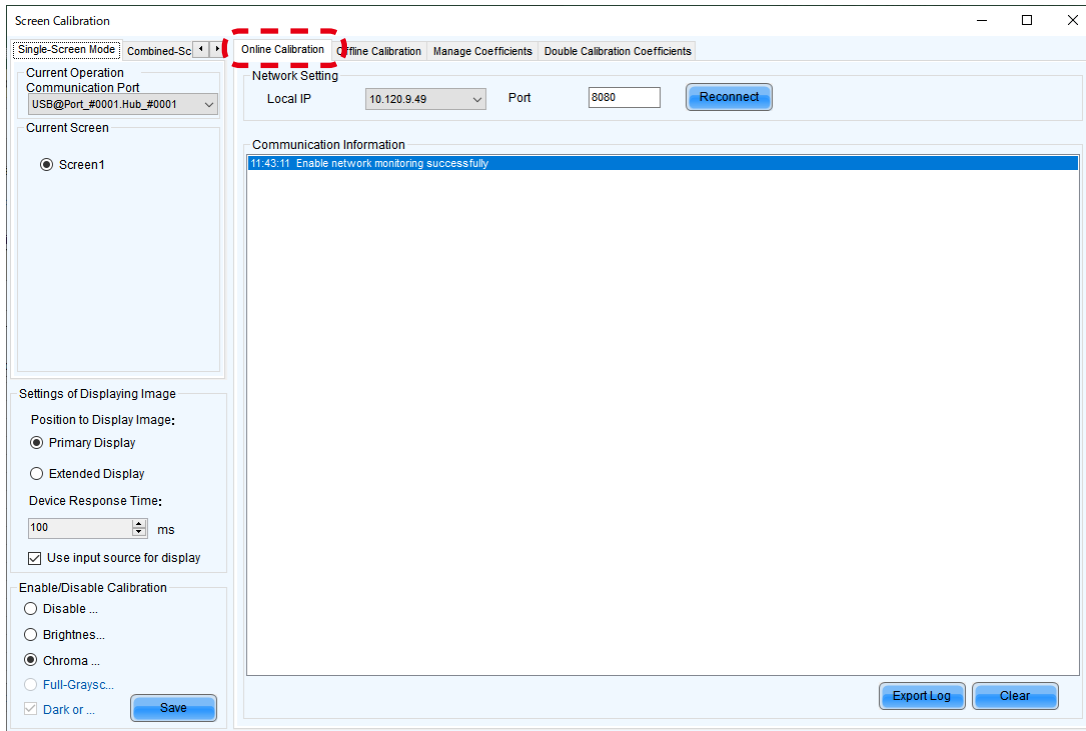 Screen Calibration
Single-Screen Mode
Combined-Sc
Current Operation
Communication Port
USB@Port_#0001.Hub_#0001
Current Screen
Screen1
Settings of Displaying Image
Position to Display Image:
Primary Display
Extended Display
Device Response Time:
100 ms
Use input source for display
Enable/Disable Calibration
Disable ...
Brightnes...
Chroma ...
Full-Graysc...
Dark or ...
Save
Online Calibration
ffline Calibration
Manage Coefficients
Double Calibration Coefficients
Network Setting
Local IP 10.120.9.49 Port 8080 Reconnect
Communication Information
11:43:11 Enable network monitoring successfully
Export Log
Clear